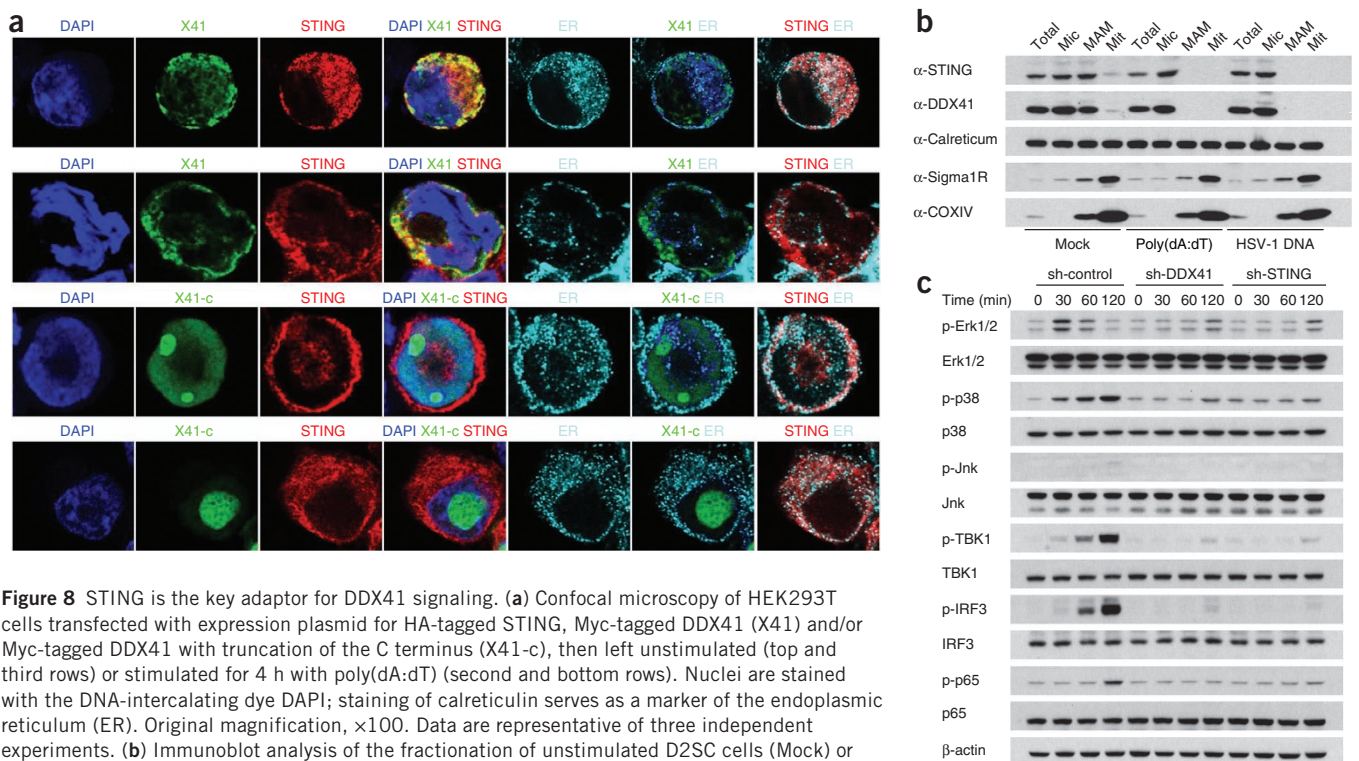 a
DAPI X41 STING DAPI X41 STING ER X41 ER STING ER
DAPI X41 STING DAPI X41 STING ER X41 ER STING ER
DAPI X41-c STING DAPI X41-c STING ER X41-c ER STING ER
DAPI X41-c STING DAPI X41-c STING ER X41-c ER STING ER
Figure 8 STING is the key adaptor for DDX41 signaling. (a) Confocal microscopy of HEK293T
cells transfected with expression plasmid for HA-tagged STING, Myc-tagged DDX41 (X41) and/or
Myc-tagged DDX41 with truncation of the C terminus (X41-c), then left unstimulated (top and
third rows) or stimulated for 4 h with poly(dA:dT) (second and bottom rows). Nuclei are stained
with the DNA-intercalating dye DAPI; staining of calreticulin serves as a marker of the endoplasmic
reticulum (ER). Original magnification, ×100. Data are representative of three independent
experiments. (b) Immunoblot analysis of the fractionation of unstimulated D2SC cells (Mock) or
b
Total Mic MAM Mit Total Mic MAM Mit Total Mic MAM Mit
α-STING
α-DDX41
α-Calreticum
α-Sigma1R
α-COXIV
Mock Poly(dA:dT) HSV-1 DNA
c
sh-control sh-DDX41 sh-STING
Time (min) 0 30 60 120 0 30 60 120 0 30 60 120
p-Erk1/2
Erk1/2
p-p38
p38
p-Jnk
Jnk
p-TBK1
TBK1
p-IRF3
IRF3
p-p65
p65
β-actin